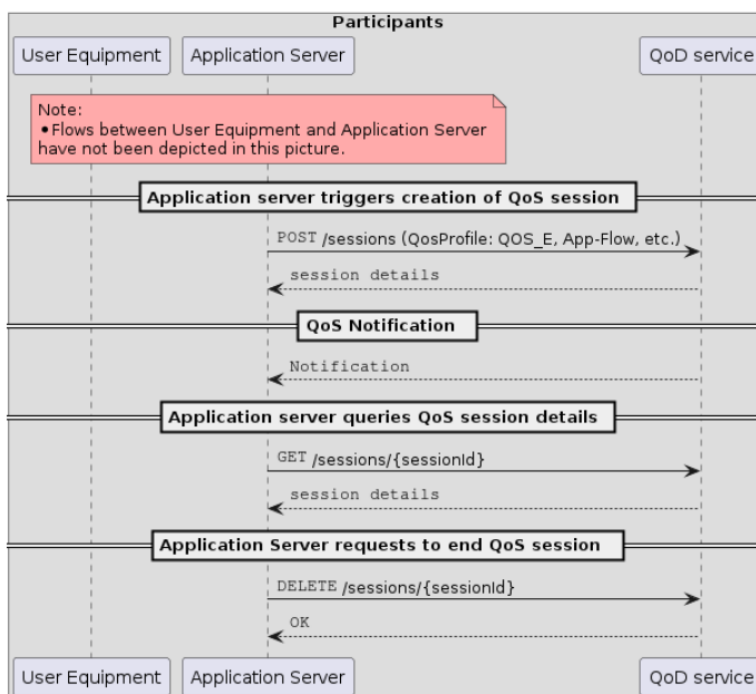 Participants
User Equipment
Application Server
QoD service
Note:
•Flows between User Equipment and Application Server
have not been depicted in this picture.
Application server triggers creation of QoS session
POST /sessions (QosProfile: QOS_E, App-Flow, etc.)
session details
QoS Notification
Notification
Application server queries QoS session details
GET /sessions/{sessionId}
session details
Application Server requests to end QoS session
DELETE /sessions/{sessionId}
OK
User Equipment
Application Server
QoD service